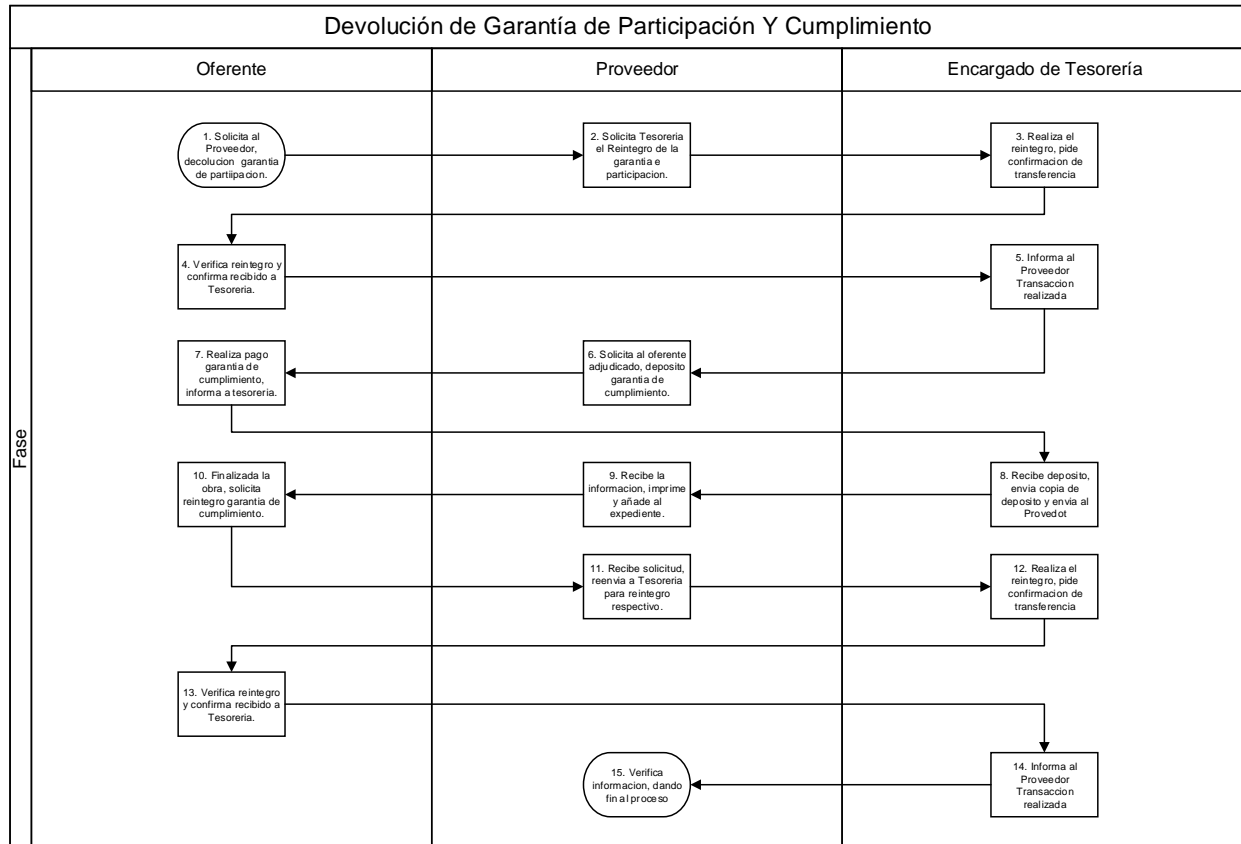 Devolución de Garantía de Participación Y Cumplimiento
Fase
Oferente
Proveedor
Encargado de Tesorería
1. Solicita al
Proveedor,
decolucion garantia
de partiipacion.
2. Solicita Tesoreria
el Reintegro de la
garantia e
participacion.
3. Realiza el
reintegro, pide
confirmacion de
transferencia
4. Verifica reintegro y
confirma recibido a
Tesoreria.
5. Informa al
Proveedor
Transaccion
realizada
7. Realiza pago
garantia de
cumplimiento,
informa a tesoreria.
6. Solicita al oferente
adjudicado, deposito
garantia de
cumplimiento.
10. Finalizada la
obra, solicita
reintegro garantia de
cumplimiento.
9. Recibe la
informacion, imprime
y añade al
expediente.
8. Recibe deposito,
envia copia de
deposito y envia al
Provedot
11. Recibe solicitud,
reenvia a Tesoreria
para reintegro
respectivo.
12. Realiza el
reintegro, pide
confirmacion de
transferencia
13. Verifica reintegro
y confirma recibido a
Tesoreria.
15. Verifica
informacion, dando
fin al proceso
14. Informa al
Proveedor
Transaccion
realizada